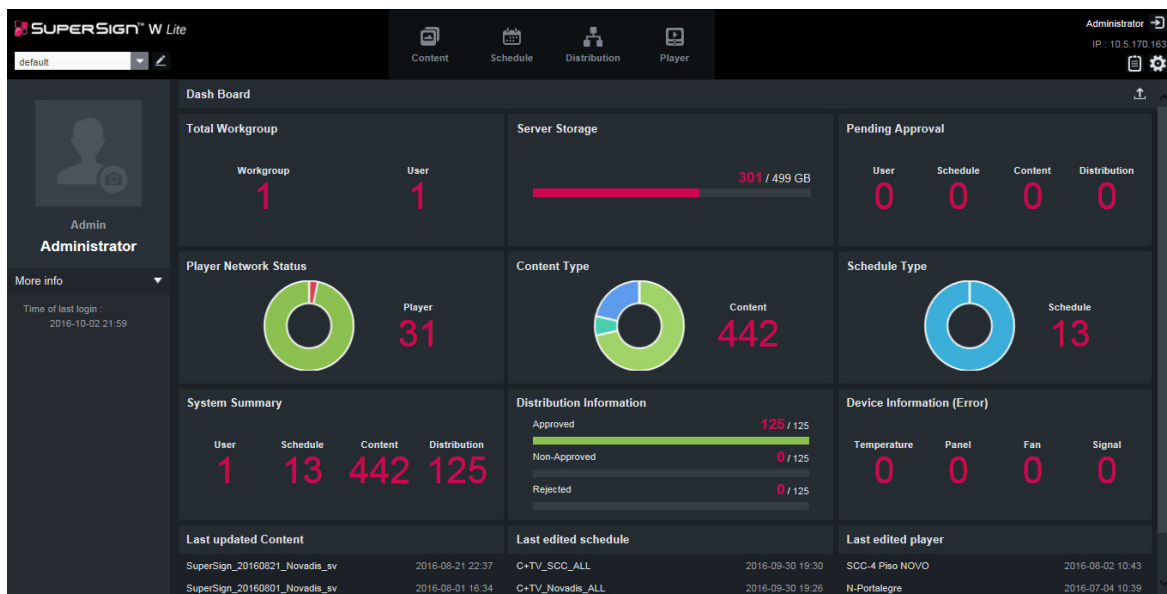 SUPERSIGN™ W Lite
Administrator
IP : 10.5.170.163
default
Content Schedule Distribution Player
Dash Board
Admin
Administrator
More info
Time of last login :
2016-10-02 21:59
Total Workgroup
Workgroup User
1 1
Server Storage
301 / 499 GB
Pending Approval
User Schedule Content Distribution
0 0 0 0
Player Network Status
Player
31
Content Type
Content
442
Schedule Type
Schedule
13
System Summary
User Schedule Content Distribution
1 13 442 125
Distribution Information
Approved 125 / 125
Non-Approved 0 / 125
Rejected 0 / 125
Device Information (Error)
Temperature Panel Fan Signal
0 0 0 0
Last updated Content
SuperSign_20160821_Novadis_sv 2016-08-21 22:37
SuperSign_20160801_Novadis_sv 2016-08-01 16:34
Last edited schedule
C+TV_SCC_ALL 2016-09-30 19:30
C+TV_Novadis_ALL 2016-09-30 19:26
Last edited player
SCC-4 Piso NOVO 2016-08-02 10:43
N-Portalegre 2016-07-04 10:39